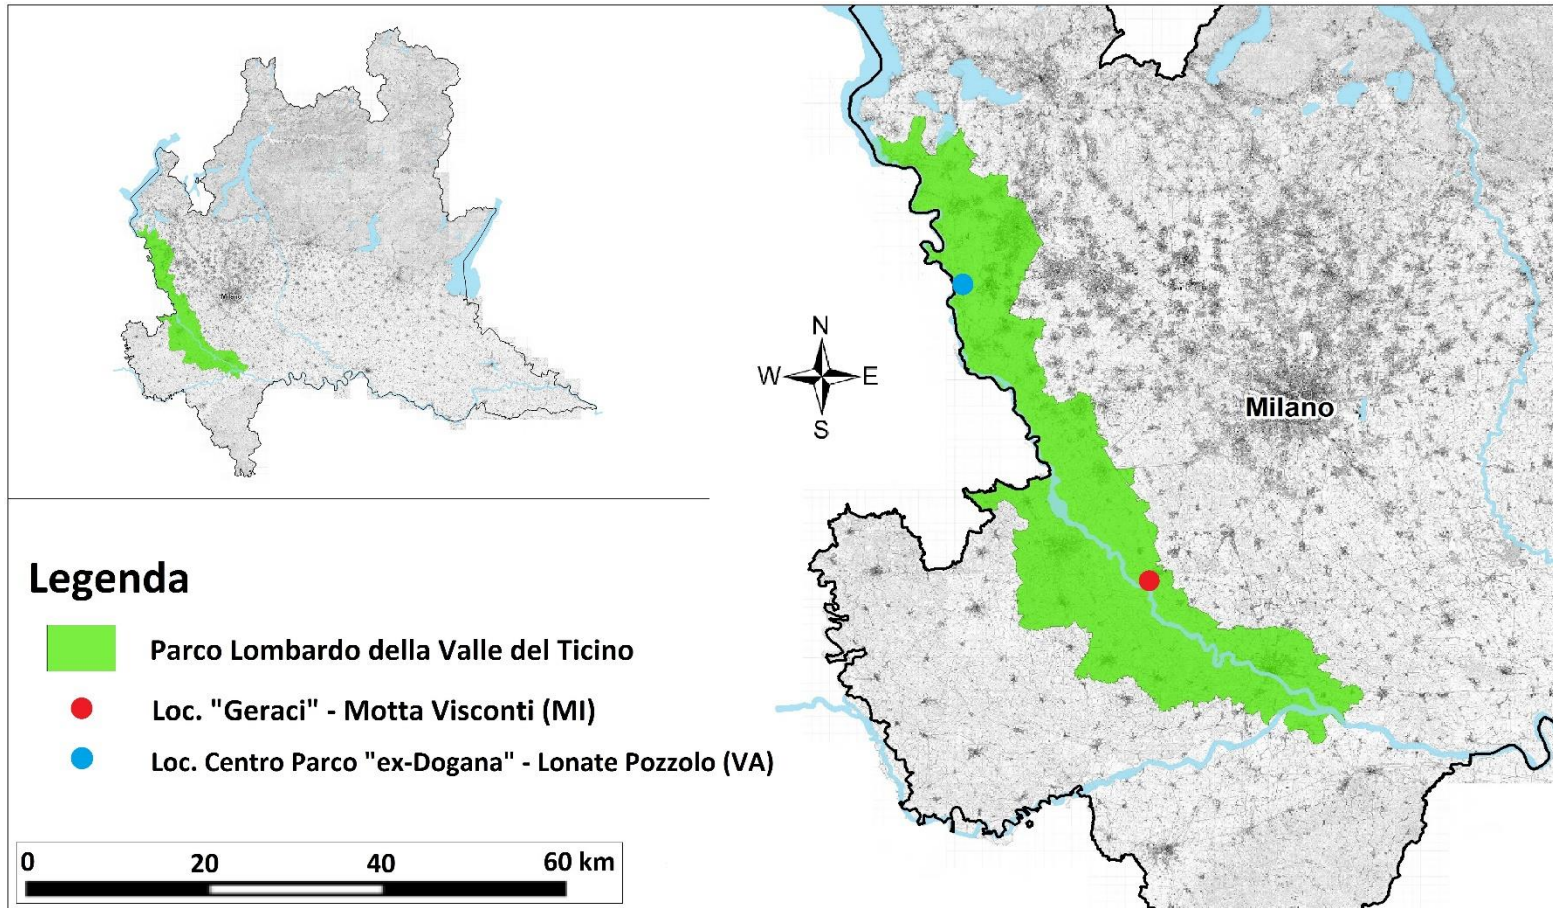 Milano
N
W E
S
Milano
Legenda
Parco Lombardo della Valle del Ticino
Loc. "Geraci" - Motta Visconti (MI)
Loc. Centro Parco "ex-Dogana" - Lonate Pozzolo (VA)
0 20 40 60 km